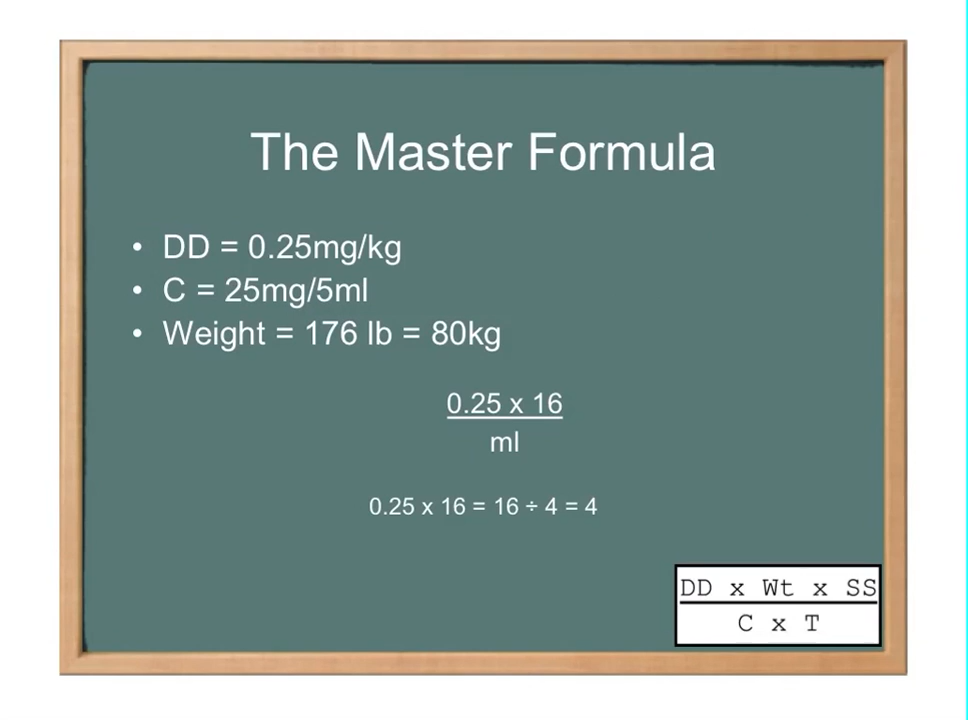 The Master Formula
• DD = 0.25mg/kg
• C = 25mg/5ml
• Weight = 176 lb = 80kg
0.25 x 16
ml
0.25 x 16 = 16 ÷ 4 = 4
DD x Wt x SS
C x T